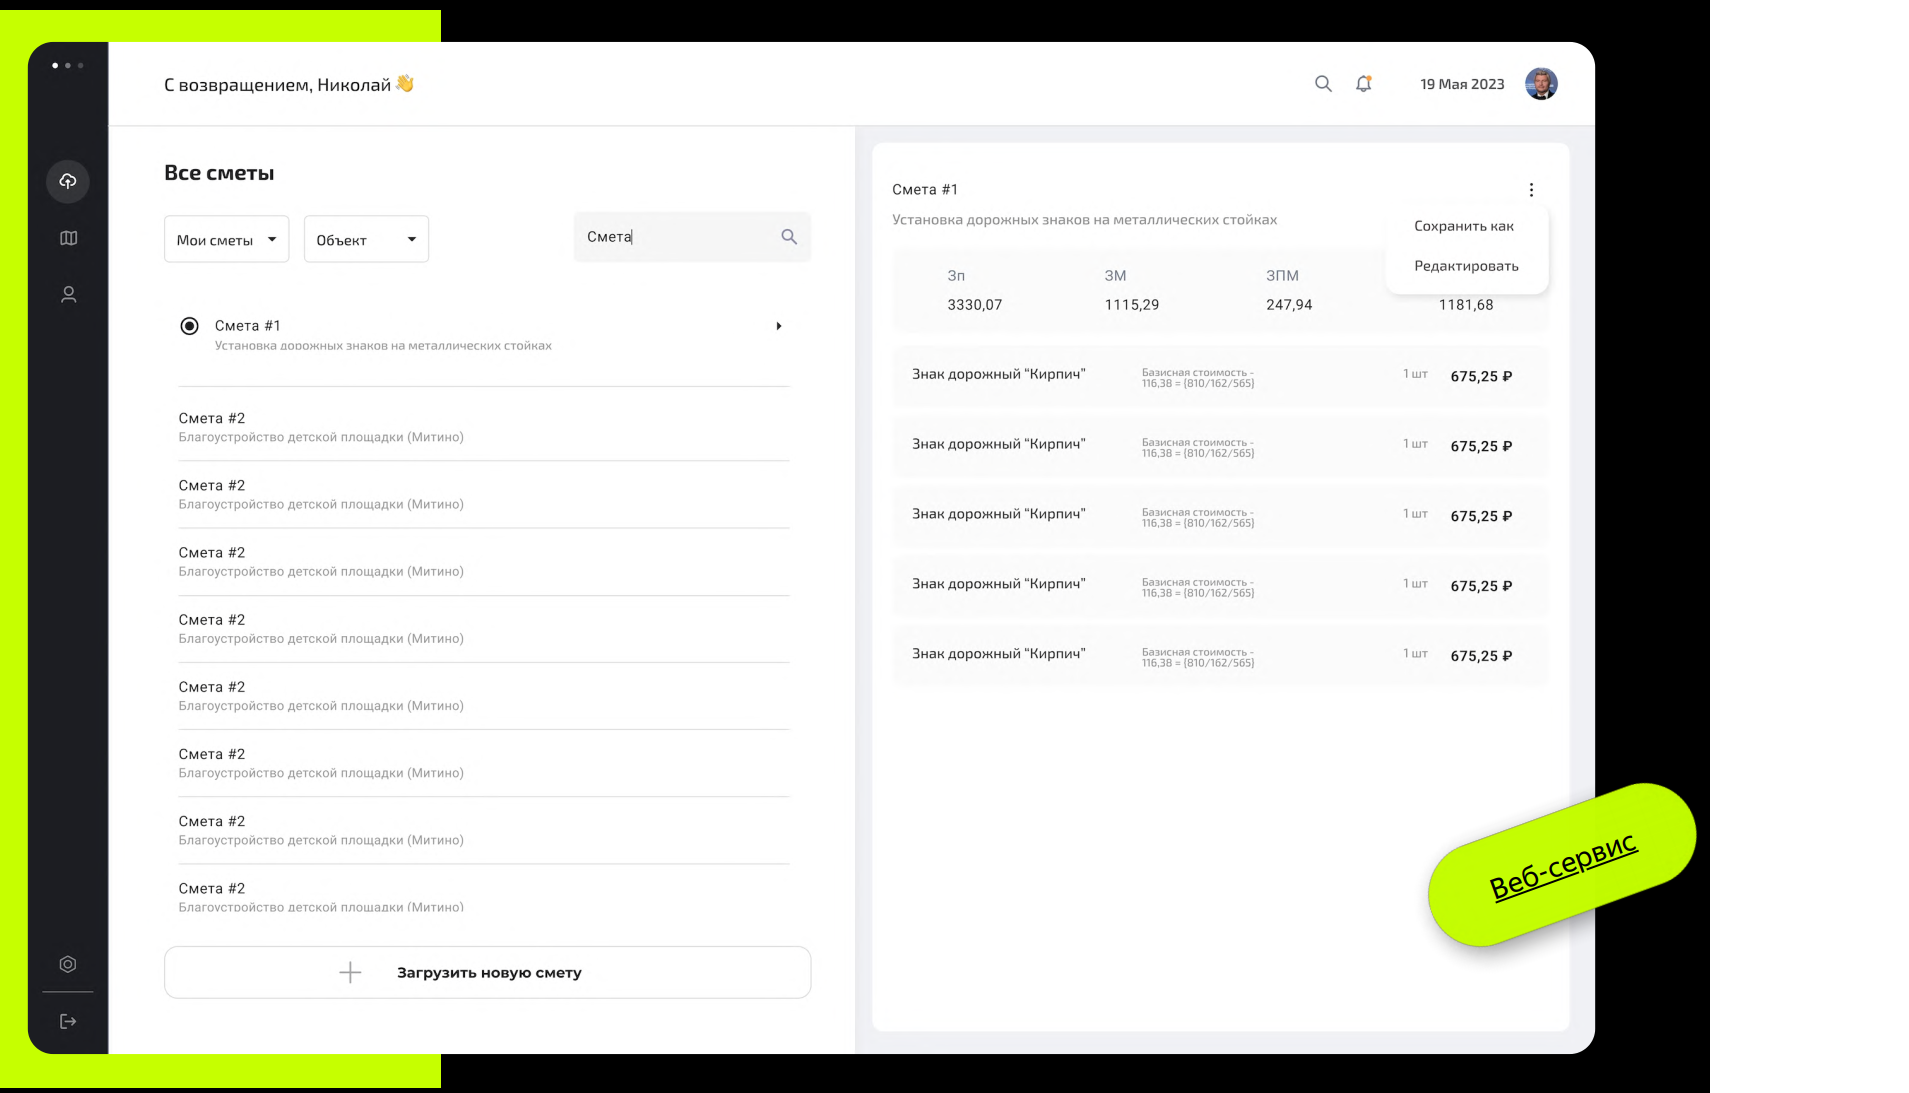 С возвращением, Николай 👋
19 Мая 2023
Все сметы
Мои сметы
Объект
Смета
Смета #1
Установка дорожных знаков на металлических стойках
Смета #2
Благоустройство детской площадки (Митино)
Смета #2
Благоустройство детской площадки (Митино)
Смета #2
Благоустройство детской площадки (Митино)
Смета #2
Благоустройство детской площадки (Митино)
Смета #2
Благоустройство детской площадки (Митино)
Смета #2
Благоустройство детской площадки (Митино)
Смета #2
Благоустройство детской площадки (Митино)
Смета #2
Благоустройство детской площадки (Митино)
Загрузить новую смету
Смета #1
Установка дорожных знаков на металлических стойках
Сохранить как
Редактировать
Зп ЗМ ЗПМ
3330,07 1115,29 247,94 1181,68
Знак дорожный “Кирпич” Базисная стоимость - 1 шт 675,25 ₽
116,38 = {810/162/565}
Знак дорожный “Кирпич” Базисная стоимость - 1 шт 675,25 ₽
116,38 = {810/162/565}
Знак дорожный “Кирпич” Базисная стоимость - 1 шт 675,25 ₽
116,38 = {810/162/565}
Знак дорожный “Кирпич” Базисная стоимость - 1 шт 675,25 ₽
116,38 = {810/162/565}
Знак дорожный “Кирпич” Базисная стоимость - 1 шт 675,25 ₽
116,38 = {810/162/565}
Веб-сервис